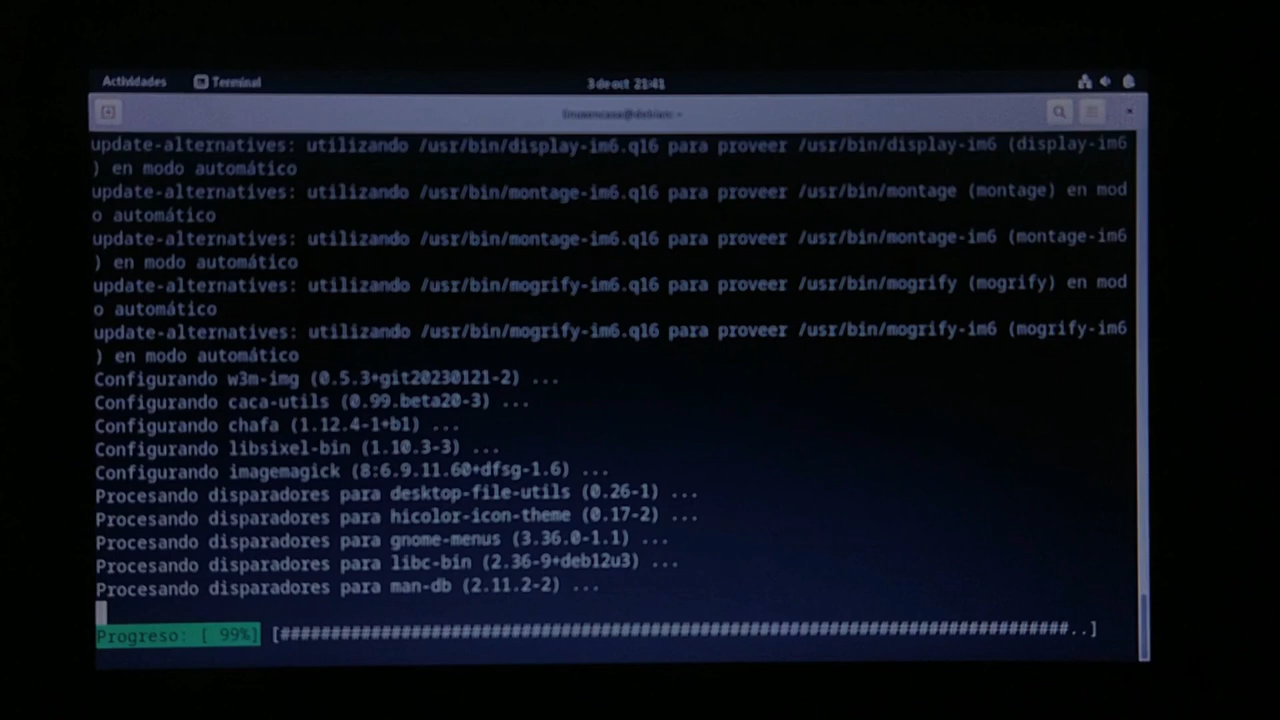 Actividades Terminal 3 de oct 21:41
update-alternatives: utilizando /usr/bin/display-im6.q16 para proveer /usr/bin/display-im6 (display-im6
) en modo automático
update-alternatives: utilizando /usr/bin/montage-im6.q16 para proveer /usr/bin/montage (montage) en mod
o automático
update-alternatives: utilizando /usr/bin/montage-im6.q16 para proveer /usr/bin/montage-im6 (montage-im6
) en modo automático
update-alternatives: utilizando /usr/bin/mogrify-im6.q16 para proveer /usr/bin/mogrify (mogrify) en mod
o automático
update-alternatives: utilizando /usr/bin/mogrify-im6.q16 para proveer /usr/bin/mogrify-im6 (mogrify-im6
) en modo automático
Configurando w3m-img (0.5.3+git20230121-2) ...
Configurando caca-utils (0.99.beta20-3) ...
Configurando chafa (1.12.4-1+b1) ...
Configurando libsixel-bin (1.10.3-3) ...
Configurando imagemagick (8:6.9.11.60+dfsg-1.6) ...
Procesando disparadores para desktop-file-utils (0.26-1) ...
Procesando disparadores para hicolor-icon-theme (0.17-2) ...
Procesando disparadores para gnome-menus (3.36.0-1.1) ...
Procesando disparadores para libc-bin (2.36-9+deb12u3) ...
Procesando disparadores para man-db (2.11.2-2) ...
Progreso: [ 99%] [#############################################################################..]